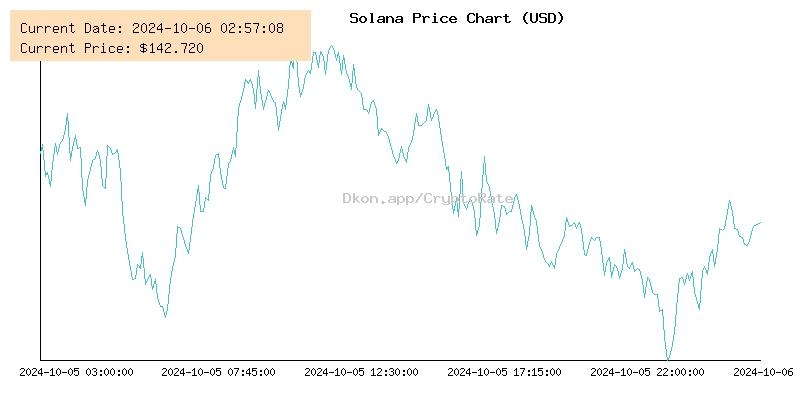 Solana Price Chart (USD)
Current Date: 2024-10-06 02:57:08
Current Price: $142.720
Dkon.app/CryptoRate
2024-10-05 03:00:00 2024-10-05 07:45:00 2024-10-05 12:30:00 2024-10-05 17:15:00 2024-10-05 22:00:00 2024-10-06